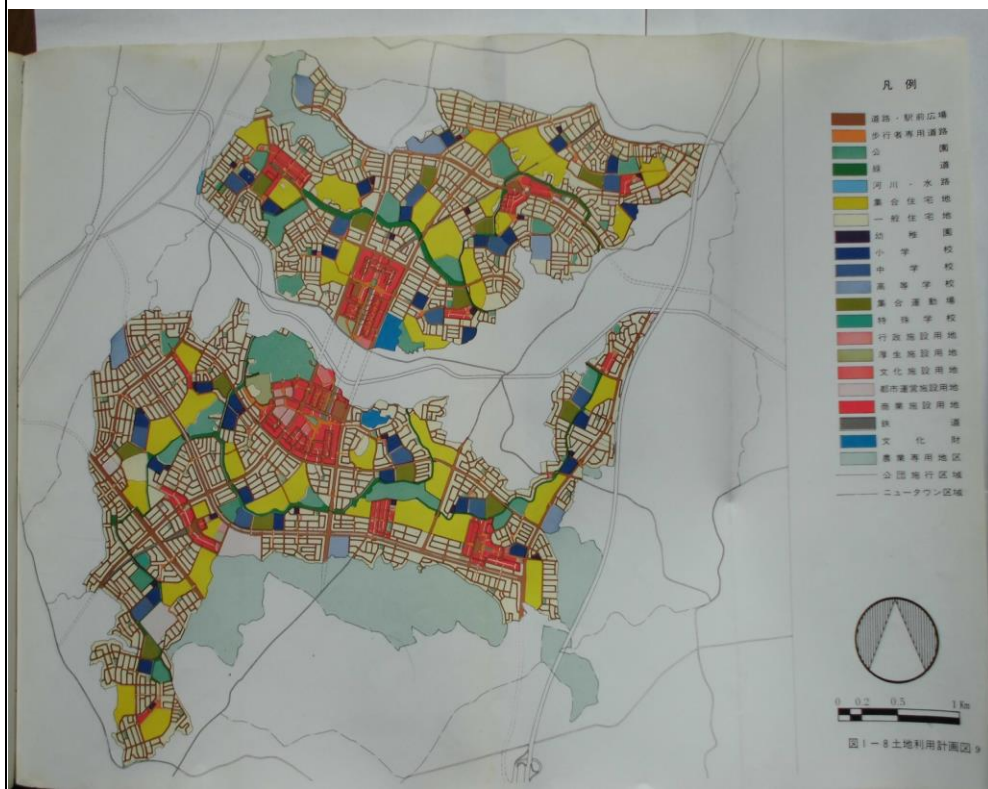 凡例
道路・駅前広場
歩行者専用道路
公園
緑道
河川・水路
集合住宅地
一般住宅地
幼稚園
小学校
中学校
高等学校
集合運動場
特殊学校
行政施設用地
厚生施設用地
文化施設用地
都市運営施設用地
商業施設用地
鉄道
文化財
農業専用地区
公団施行区域
ニュータウン区域
0 0.2 0.5 1 Km
図1-8土地利用計画図 9